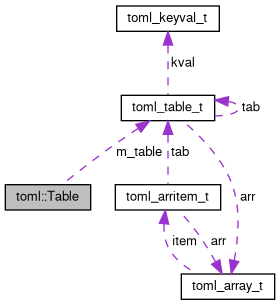 toml_keyval_t
kval
toml_table_t
tab
m_table
tab
arr
toml::Table
toml_arritem_t
item
arr
toml_array_t